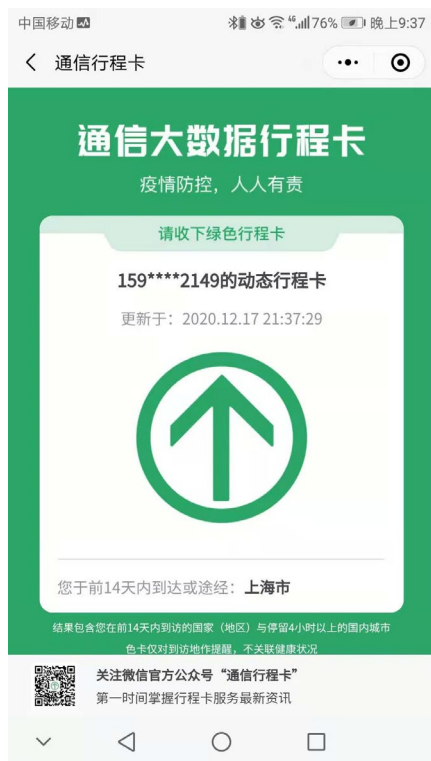 中国移动 76% 晚上9:37
通信行程卡
通信大数据行程卡
疫情防控，人人有责
请收下绿色行程卡
159****2149的动态行程卡
更新于：2020.12.17 21:37:29
您于前14天内到达或途经：上海市
结果包含您在前14天内到访的国家（地区）与停留4小时以上的国内城市
色卡仅对到访地作提醒，不关联健康状况
关注微信官方公众号“通信行程卡”
第一时间掌握行程卡服务最新资讯